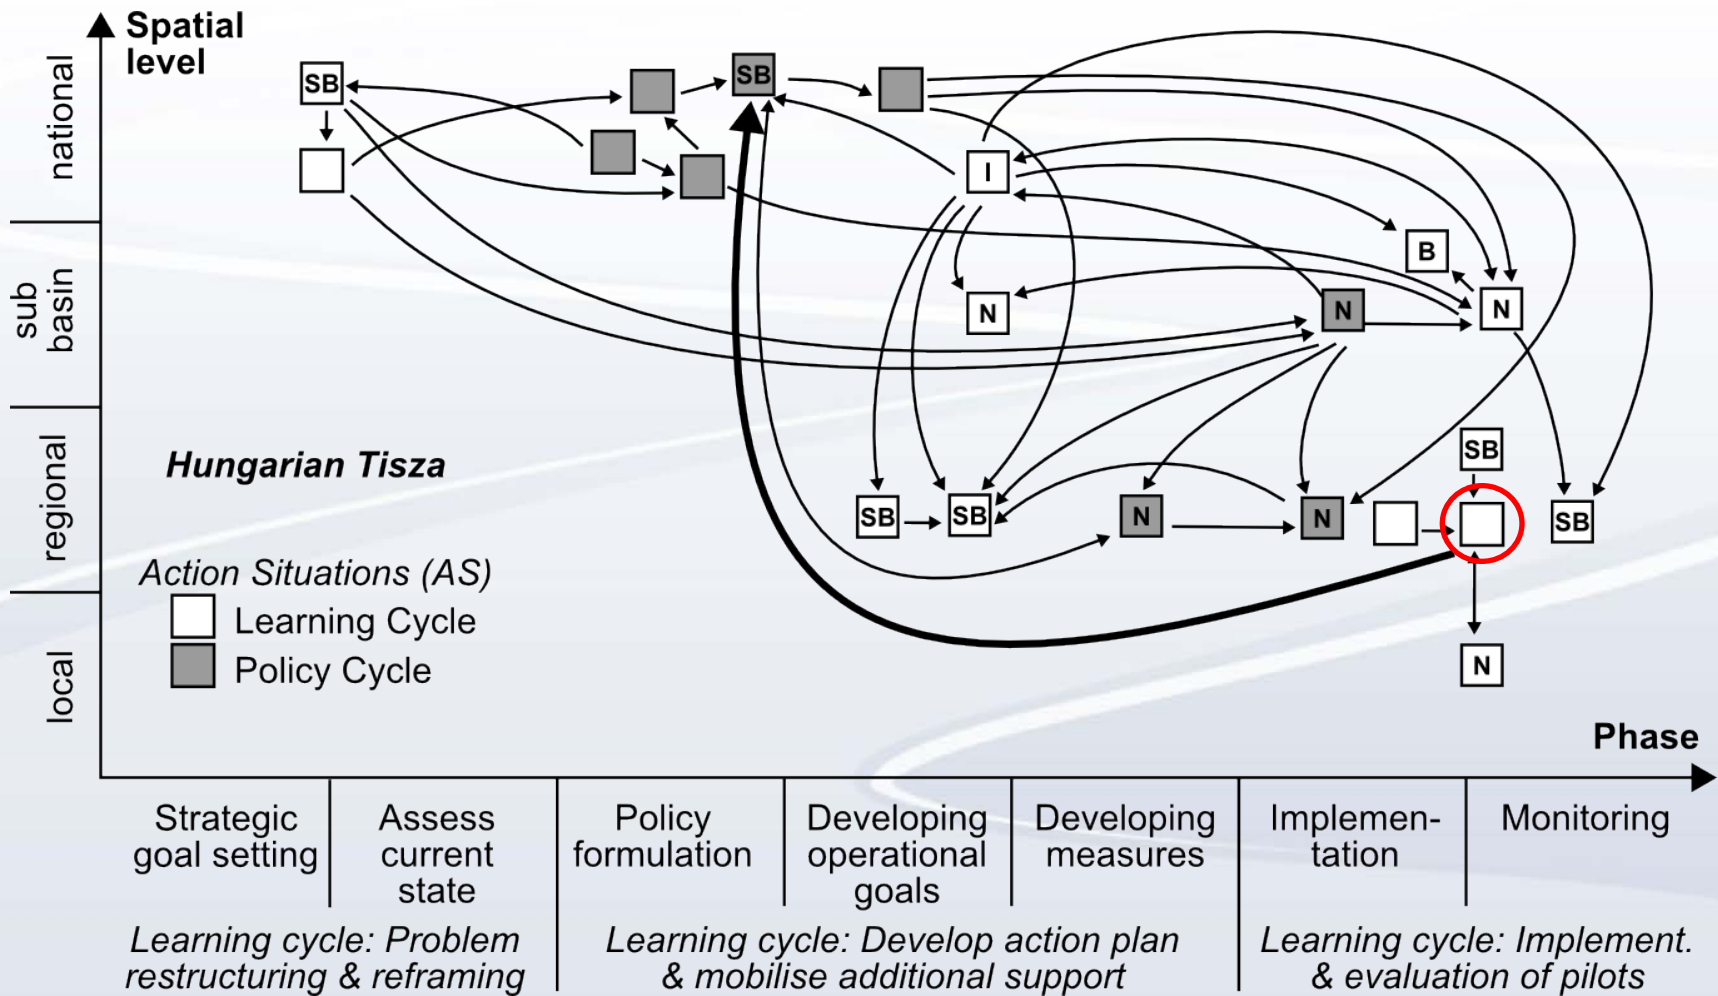 Spatial
level
national
sub
basin
regional
local
SB
SB
I
B
N
N
N
SB
SB
SB
N
N
SB
N
Hungarian Tisza
Action Situations (AS)
Learning Cycle
Policy Cycle
Phase
Strategic
goal setting
Assess
current
state
Policy
formulation
Developing
operational
goals
Developing
measures
Implemen-
tation
Monitoring
Learning cycle: Problem
restructuring & reframing
Learning cycle: Develop action plan
& mobilise additional support
Learning cycle: Implement.
& evaluation of pilots